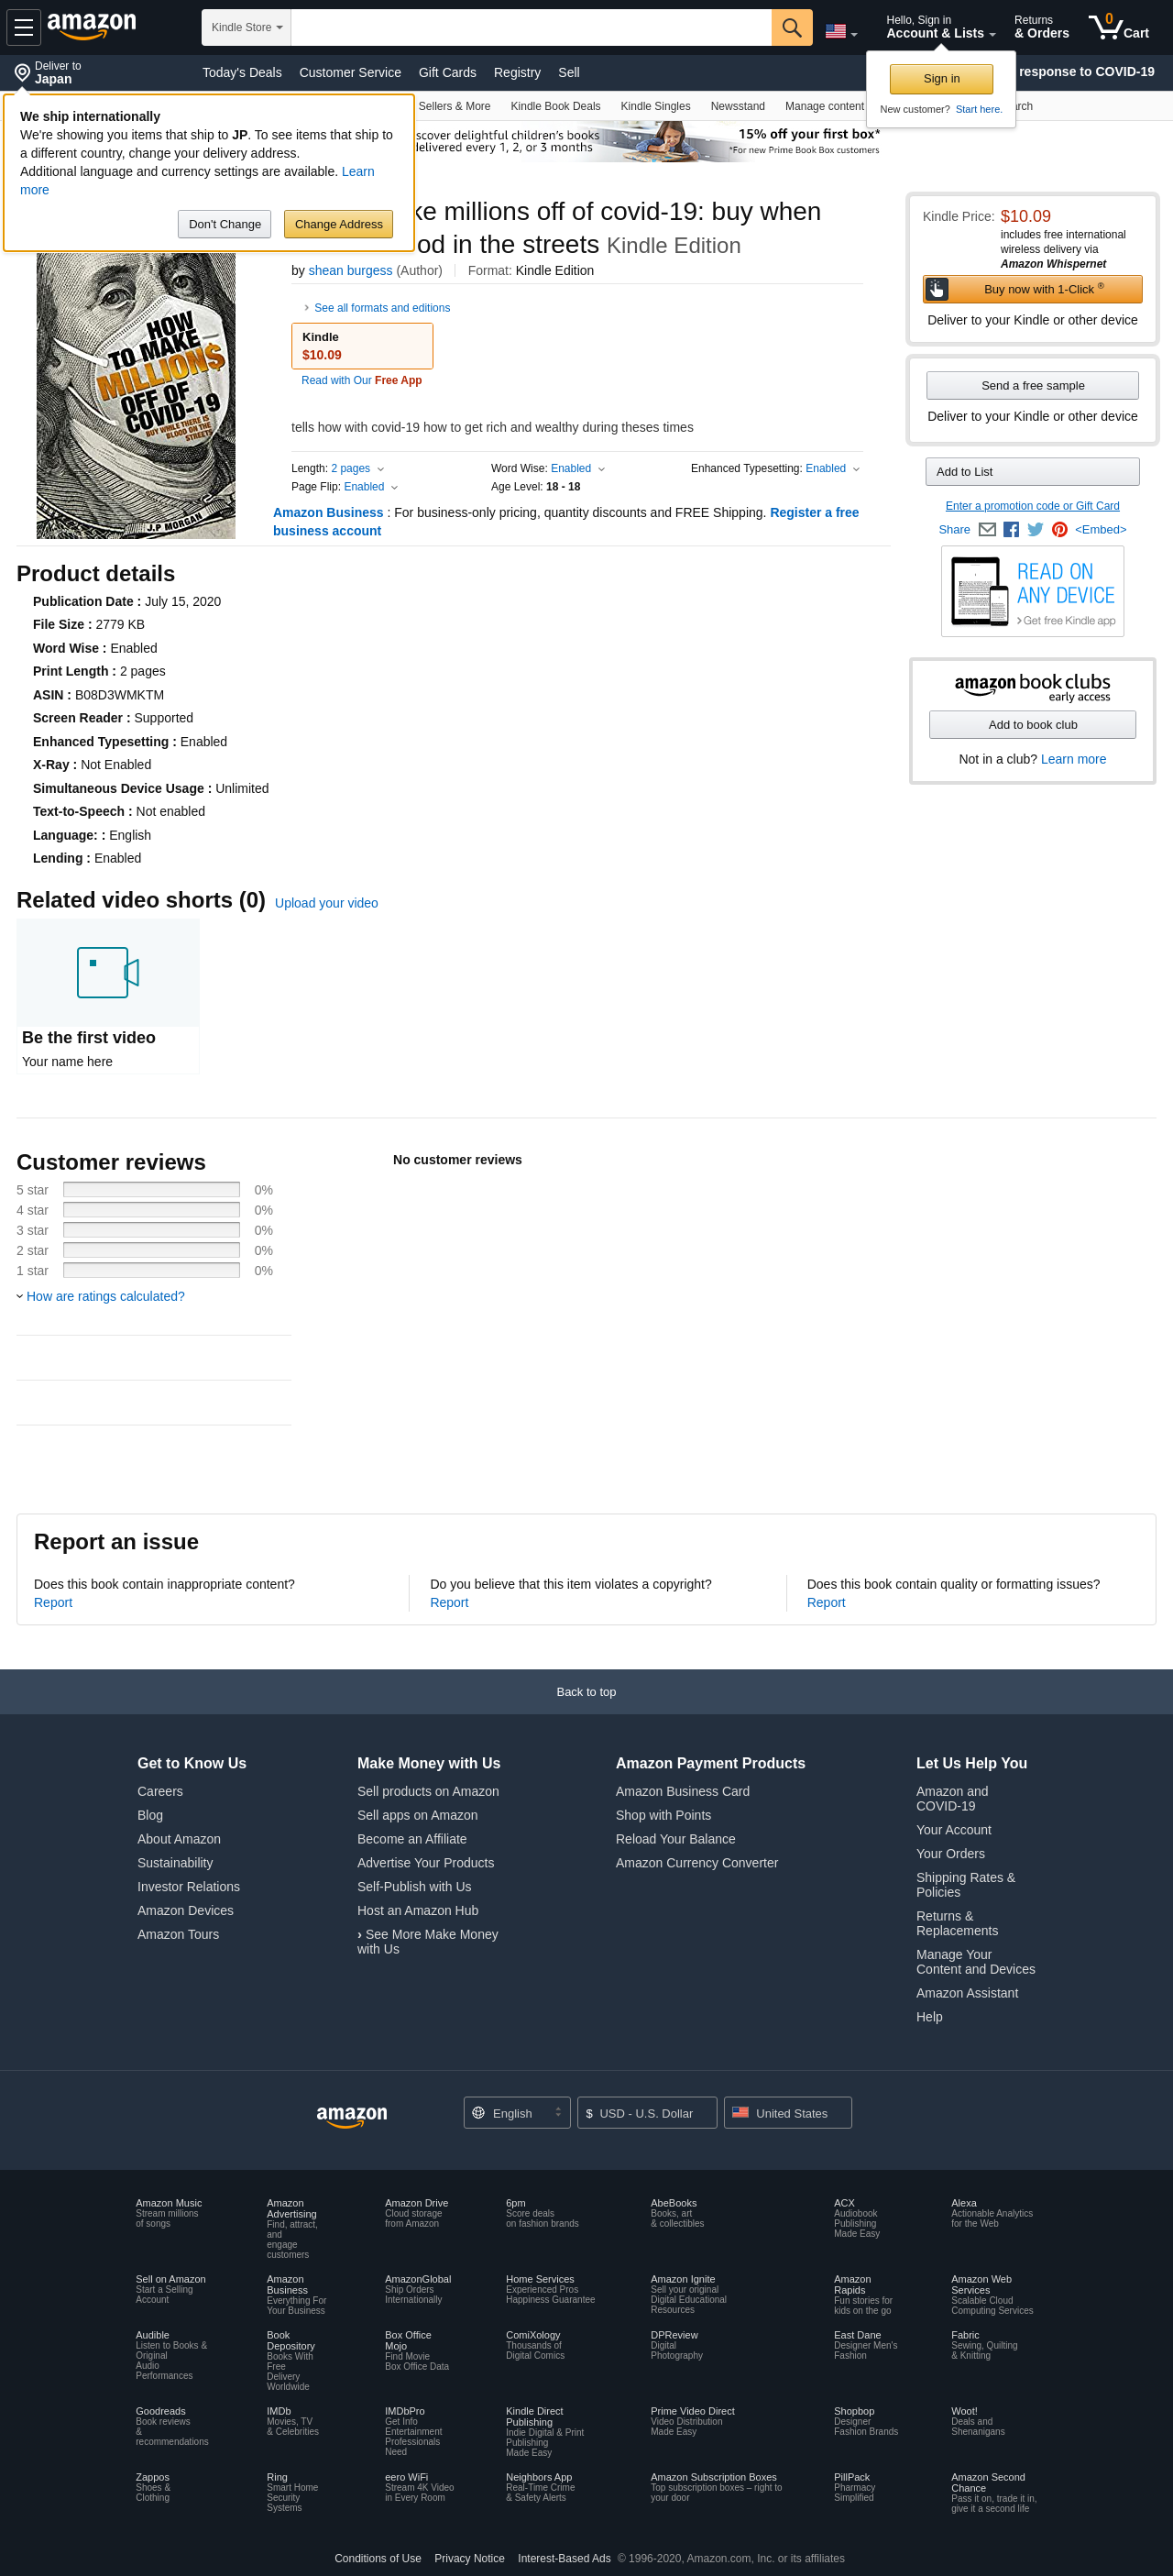 amazon
Kindle Store
Hello, Sign in
Account & Lists
Returns
& Orders
0
Cart
Deliver to
Japan
Today's Deals
Customer Service
Gift Cards
Registry
Sell
response to COVID-19
Sign in
New customer? Start here.
Sellers & More
Kindle Book Deals
Kindle Singles
Newsstand
Manage content
We ship internationally
We're showing you items that ship to JP. To see items that ship to
a different country, change your delivery address.
Additional language and currency settings are available. Learn
more
Don't Change
Change Address
delightful children's books
every 1, 2, or 3 months
15% off your first box*
*For new Prime Book Box customers
millions off of covid-19: buy when
in the streets Kindle Edition
by shean burgess (Author)
Format: Kindle Edition
See all formats and editions
Kindle
$10.09
Read with Our Free App
HOW
TO MAKE
MILLION$
OFF OF
COVID-19
BUY WHILE THERE IS
BLOOD ON THE
J.P MORGAN
tells how with covid-19 how to get rich and wealthy during theses times
Length: 2 pages
Word Wise: Enabled
Enhanced Typesetting: Enabled
Page Flip: Enabled
Age Level: 18 - 18
Amazon Business : For business-only pricing, quantity discounts and FREE Shipping. Register a free
business account
Kindle Price: $10.09
includes free international
wireless delivery via
Amazon Whispernet
Buy now with 1-Click ®
Deliver to your Kindle or other device
Send a free sample
Deliver to your Kindle or other device
Add to List
Enter a promotion code or Gift Card
Share
<Embed>
READ ON
ANY DEVICE
Get free Kindle app
amazon book clubs
early access
Add to book club
Not in a club? Learn more
Product details
Publication Date : July 15, 2020
File Size : 2779 KB
Word Wise : Enabled
Print Length : 2 pages
ASIN : B08D3WMKTM
Screen Reader : Supported
Enhanced Typesetting : Enabled
X-Ray : Not Enabled
Simultaneous Device Usage : Unlimited
Text-to-Speech : Not enabled
Language: : English
Lending : Enabled
Related video shorts (0) Upload your video
Be the first video
Your name here
Customer reviews
No customer reviews
5 star 0%
4 star 0%
3 star 0%
2 star 0%
1 star 0%
How are ratings calculated?
Report an issue
Does this book contain inappropriate content?
Report
Do you believe that this item violates a copyright?
Report
Does this book contain quality or formatting issues?
Report
Back to top
Get to Know Us
Careers
Blog
About Amazon
Sustainability
Investor Relations
Amazon Devices
Amazon Tours
Make Money with Us
Sell products on Amazon
Sell apps on Amazon
Become an Affiliate
Advertise Your Products
Self-Publish with Us
Host an Amazon Hub
› See More Make Money
with Us
Amazon Payment Products
Amazon Business Card
Shop with Points
Reload Your Balance
Amazon Currency Converter
Let Us Help You
Amazon and
COVID-19
Your Account
Your Orders
Shipping Rates &
Policies
Returns &
Replacements
Manage Your
Content and Devices
Amazon Assistant
Help
amazon
English
$ USD - U.S. Dollar
United States
Amazon Music
Stream millions
of songs
Amazon
Advertising
Find, attract,
and
engage
customers
Amazon Drive
Cloud storage
from Amazon
6pm
Score deals
on fashion brands
AbeBooks
Books, art
& collectibles
ACX
Audiobook
Publishing
Made Easy
Alexa
Actionable Analytics
for the Web
Sell on Amazon
Start a Selling
Account
Amazon
Business
Everything For
Your Business
AmazonGlobal
Ship Orders
Internationally
Home Services
Experienced Pros
Happiness Guarantee
Amazon Ignite
Sell your original
Digital Educational
Resources
Amazon
Rapids
Fun stories for
kids on the go
Amazon Web
Services
Scalable Cloud
Computing Services
Audible
Listen to Books &
Original
Audio
Performances
Book
Depository
Books With
Free
Delivery
Worldwide
Box Office
Mojo
Find Movie
Box Office Data
ComiXology
Thousands of
Digital Comics
DPReview
Digital
Photography
East Dane
Designer Men's
Fashion
Fabric
Sewing, Quilting
& Knitting
Goodreads
Book reviews
&
recommendations
IMDb
Movies, TV
& Celebrities
IMDbPro
Get Info
Entertainment
Professionals
Need
Kindle Direct
Publishing
Indie Digital & Print
Publishing
Made Easy
Prime Video Direct
Video Distribution
Made Easy
Shopbop
Designer
Fashion Brands
Woot!
Deals and
Shenanigans
Zappos
Shoes &
Clothing
Ring
Smart Home
Security
Systems
eero WiFi
Stream 4K Video
in Every Room
Neighbors App
Real-Time Crime
& Safety Alerts
Amazon Subscription Boxes
Top subscription boxes – right to
your door
PillPack
Pharmacy
Simplified
Amazon Second
Chance
Pass it on, trade it in,
give it a second life
Conditions of Use
Privacy Notice
Interest-Based Ads
© 1996-2020, Amazon.com, Inc. or its affiliates